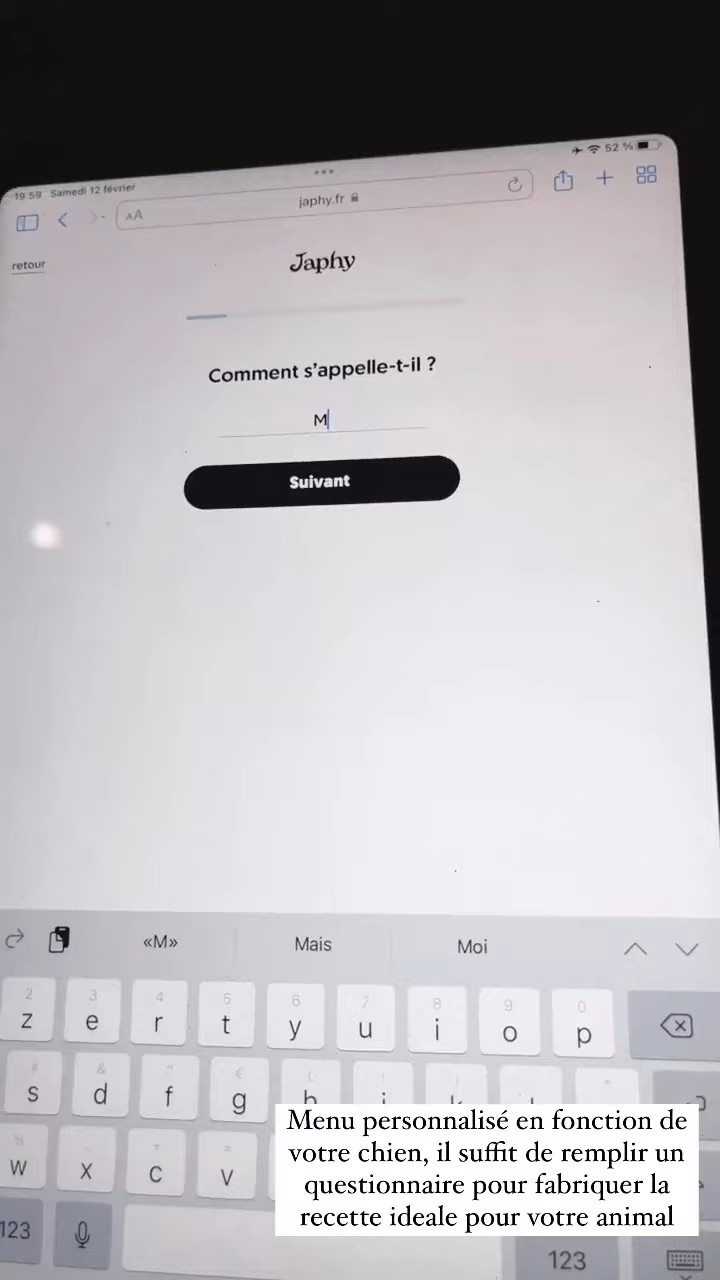 19:59 Samedi 12 février
52 %
AA
japhy.fr
retour
Japhy
Comment s'appelle-t-il ?
M
Suivant
«M» Mais Moi
2 3 4 5 6 7 8 9 0
z e r t y u i o p
s d f g h j k l
w x c v
123 123
Menu personnalisé en fonction de
votre chien, il suffit de remplir un
questionnaire pour fabriquer la
recette ideale pour votre animal